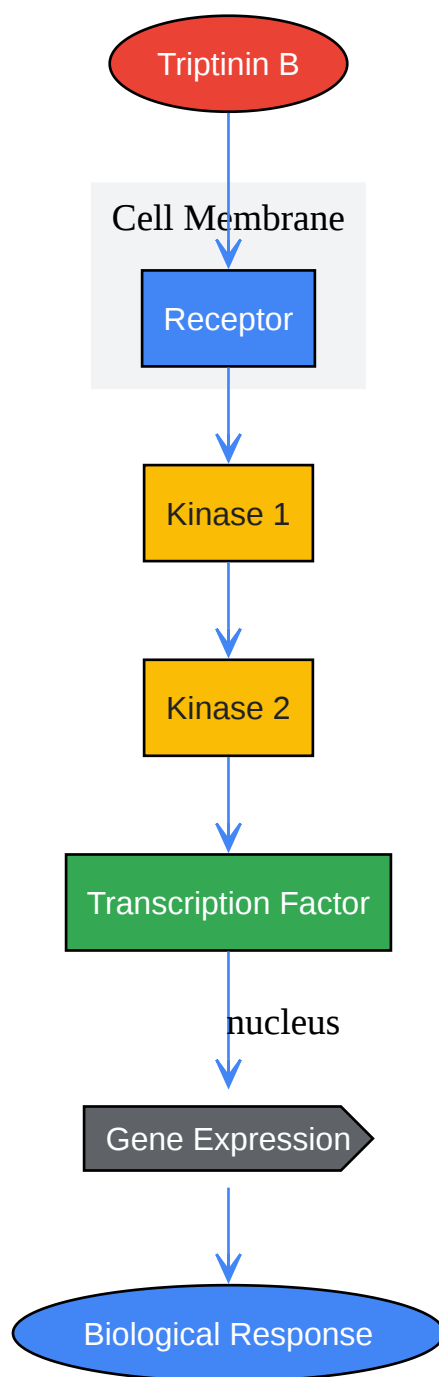 Triptinin B
Cell Membrane
Receptor
Kinase 1
Kinase 2
Transcription Factor
nucleus
Gene Expression
Biological Response